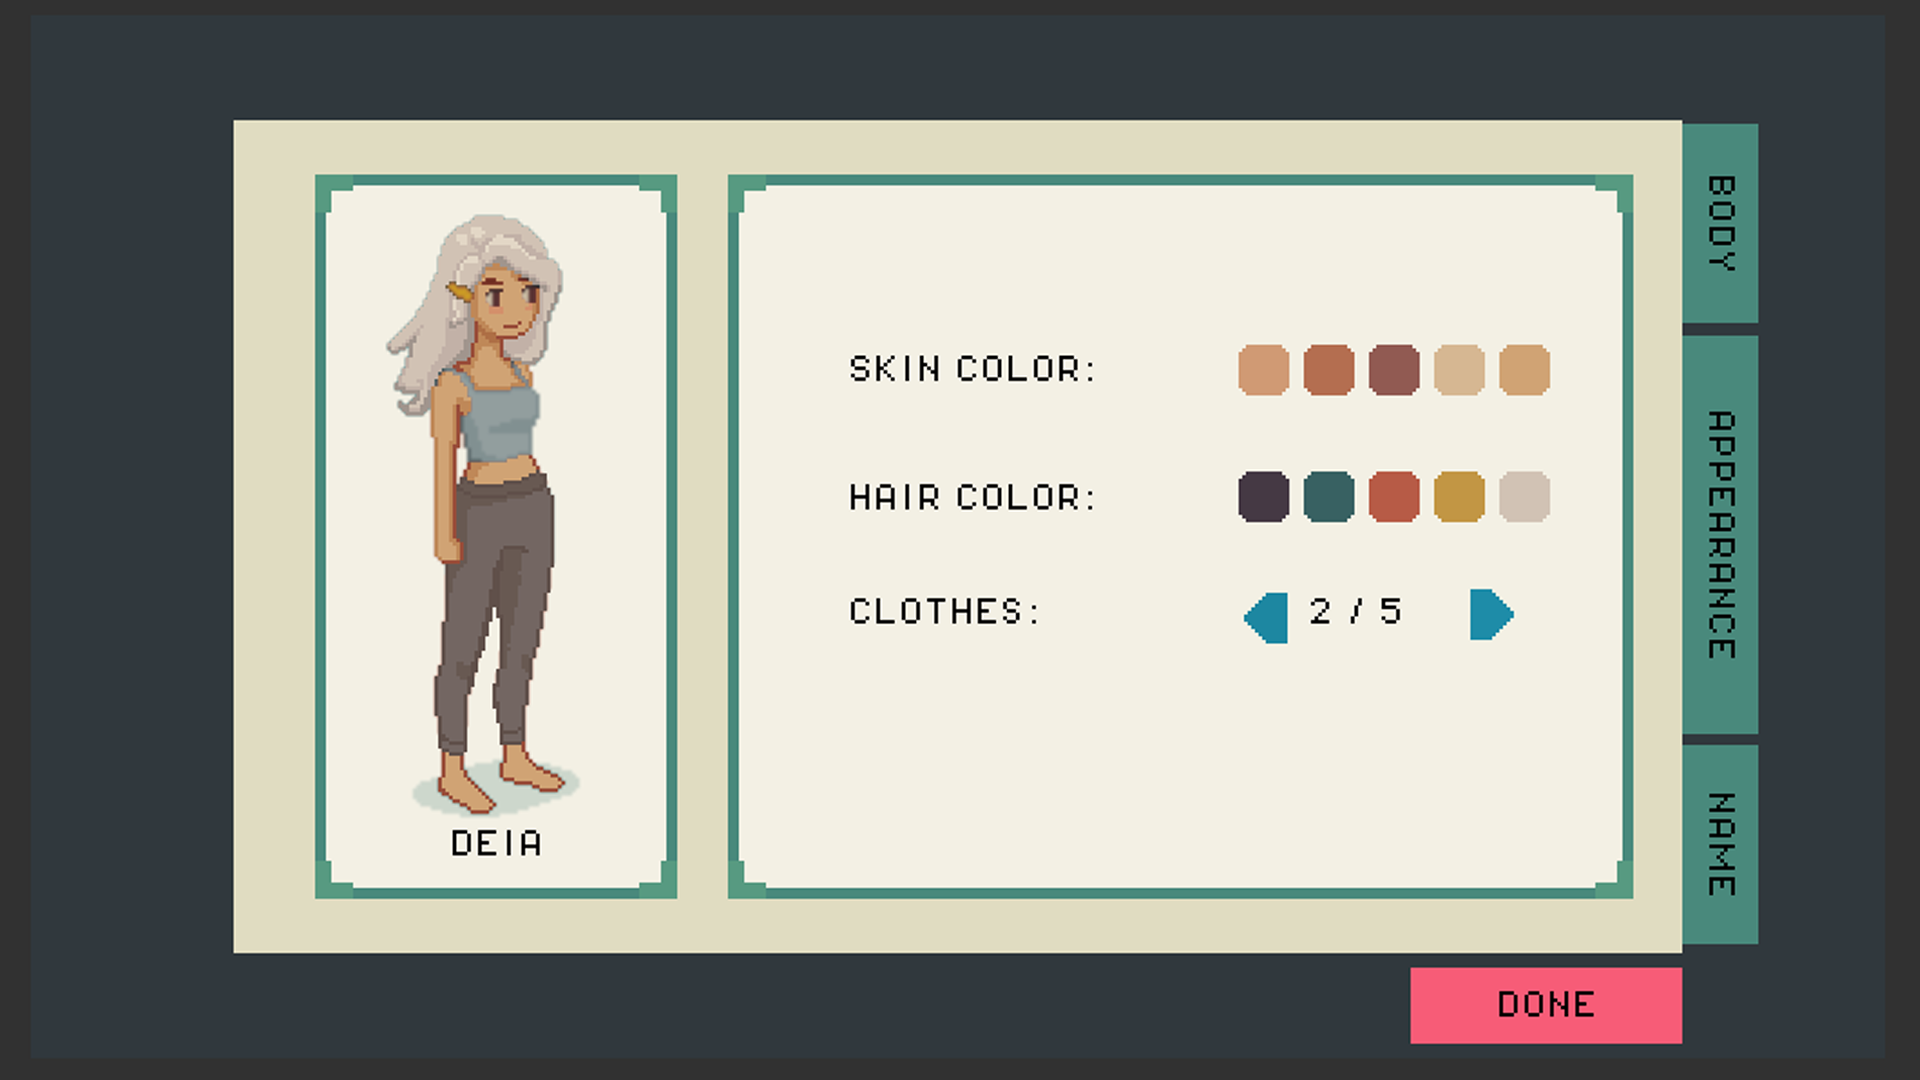 DEIA
SKIN COLOR:
HAIR COLOR:
CLOTHES:
2 / 5
BODY
APPEARANCE
NAME
DONE